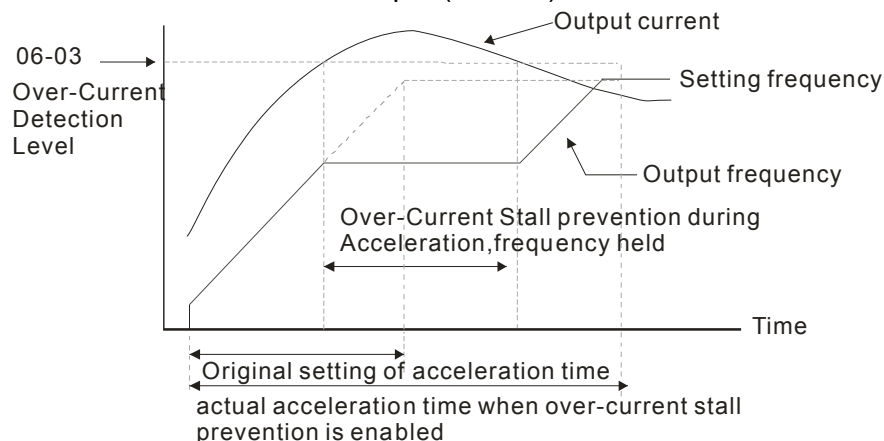 Output current
06-03
Over-Current
Detection
Level
Setting frequency
Output frequency
Over-Current Stall prevention during
Acceleration,frequency held
Time
Original setting of acceleration time
actual acceleration time when over-current stall
prevention is enabled